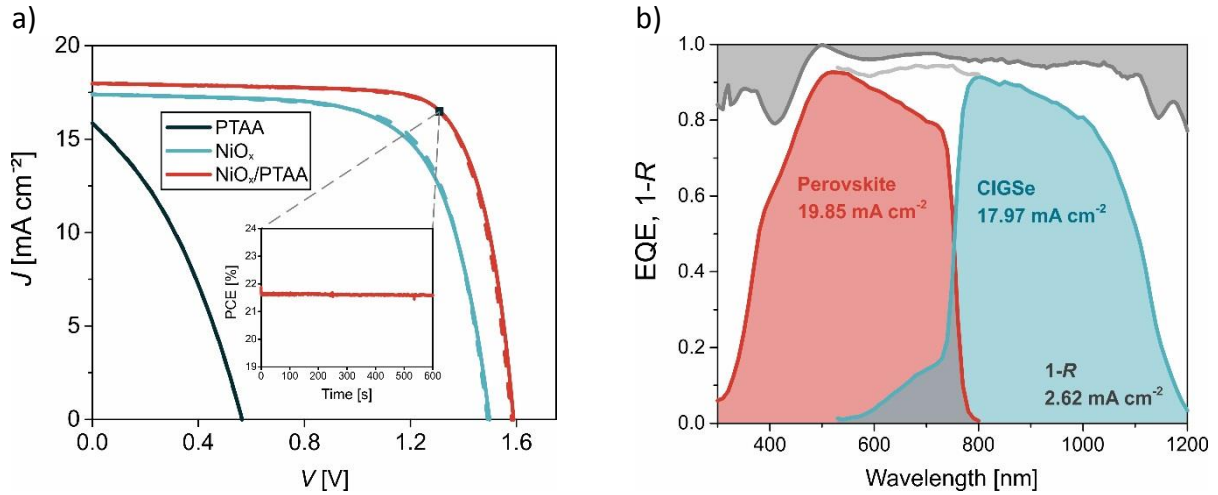 a)
20
15
10
5
0
J [mA cm⁻²]
PTAA
NiOₓ
NiOₓ/PTAA
24
23
22
21
20
19
PCE [%]
0 100 200 300 400 500 600
Time [s]
0.0 0.4 0.8 1.2 1.6
V [V]
b)
1.0
0.8
0.6
0.4
0.2
0.0
EQE, 1-R
Perovskite
19.85 mA cm⁻²
CIGSe
17.97 mA cm⁻²
1-R
2.62 mA cm⁻²
400 600 800 1000 1200
Wavelength [nm]